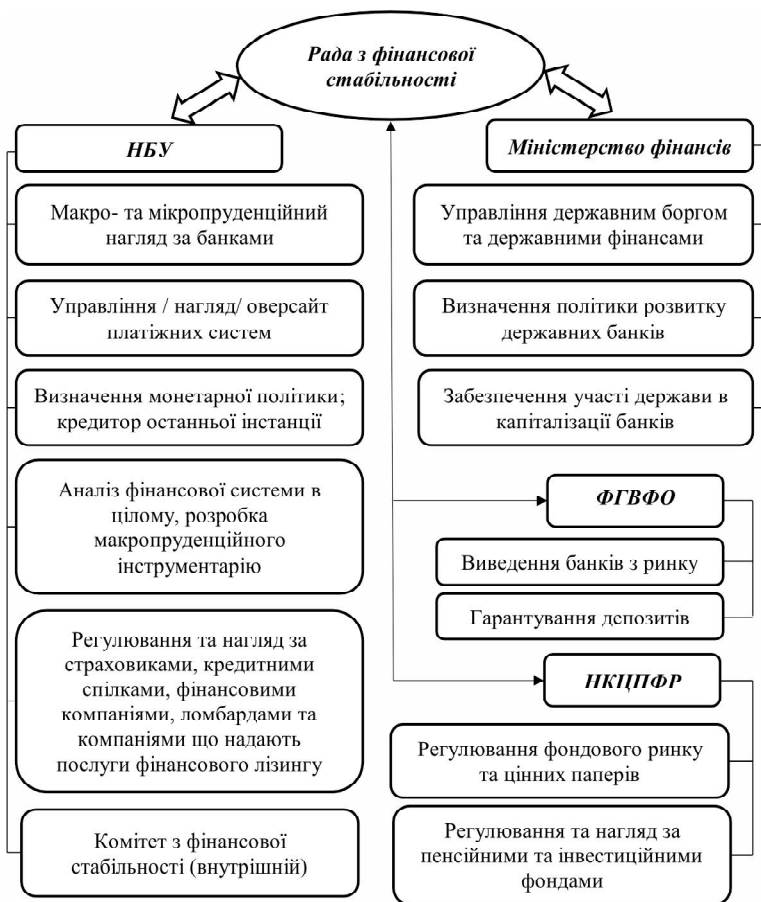 Рада з фінансової
стабільності
НБУ
Макро- та мікропруденційний
нагляд за банками
Управління / нагляд/ оверсайт
платіжних систем
Визначення монетарної політики;
кредитор останньої інстанції
Аналіз фінансової системи в
цілому, розробка
макропруденційного
інструментарію
Регулювання та нагляд за
страховиками, кредитними
спілками, фінансовими
компаніями, ломбардами та
компаніями що надають
послуги фінансового лізингу
Комітет з фінансової
стабільності (внутрішній)
Міністерство фінансів
Управління державним боргом
та державними фінансами
Визначення політики розвитку
державних банків
Забезпечення участі держави в
капіталізації банків
ФГВФО
Виведення банків з ринку
Гарантування депозитів
НКЦПФР
Регулювання фондового ринку
та цінних паперів
Регулювання та нагляд за
пенсійними та інвестиційними
фондами